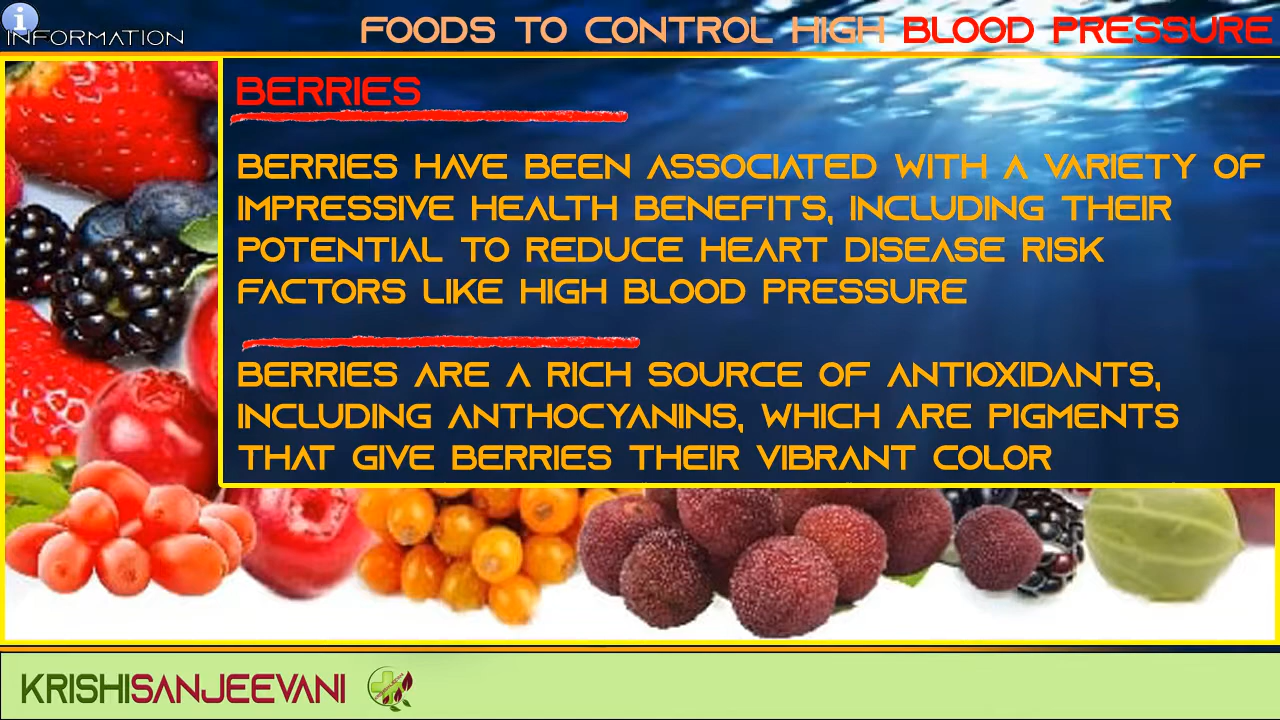 INFORMATION
FOODS TO CONTROL HIGH BLOOD PRESSURE
BERRIES
BERRIES HAVE BEEN ASSOCIATED WITH A VARIETY OF
IMPRESSIVE HEALTH BENEFITS, INCLUDING THEIR
POTENTIAL TO REDUCE HEART DISEASE RISK
FACTORS LIKE HIGH BLOOD PRESSURE
BERRIES ARE A RICH SOURCE OF ANTIOXIDANTS,
INCLUDING ANTHOCYANINS, WHICH ARE PIGMENTS
THAT GIVE BERRIES THEIR VIBRANT COLOR
KRISHISANJEEVANI